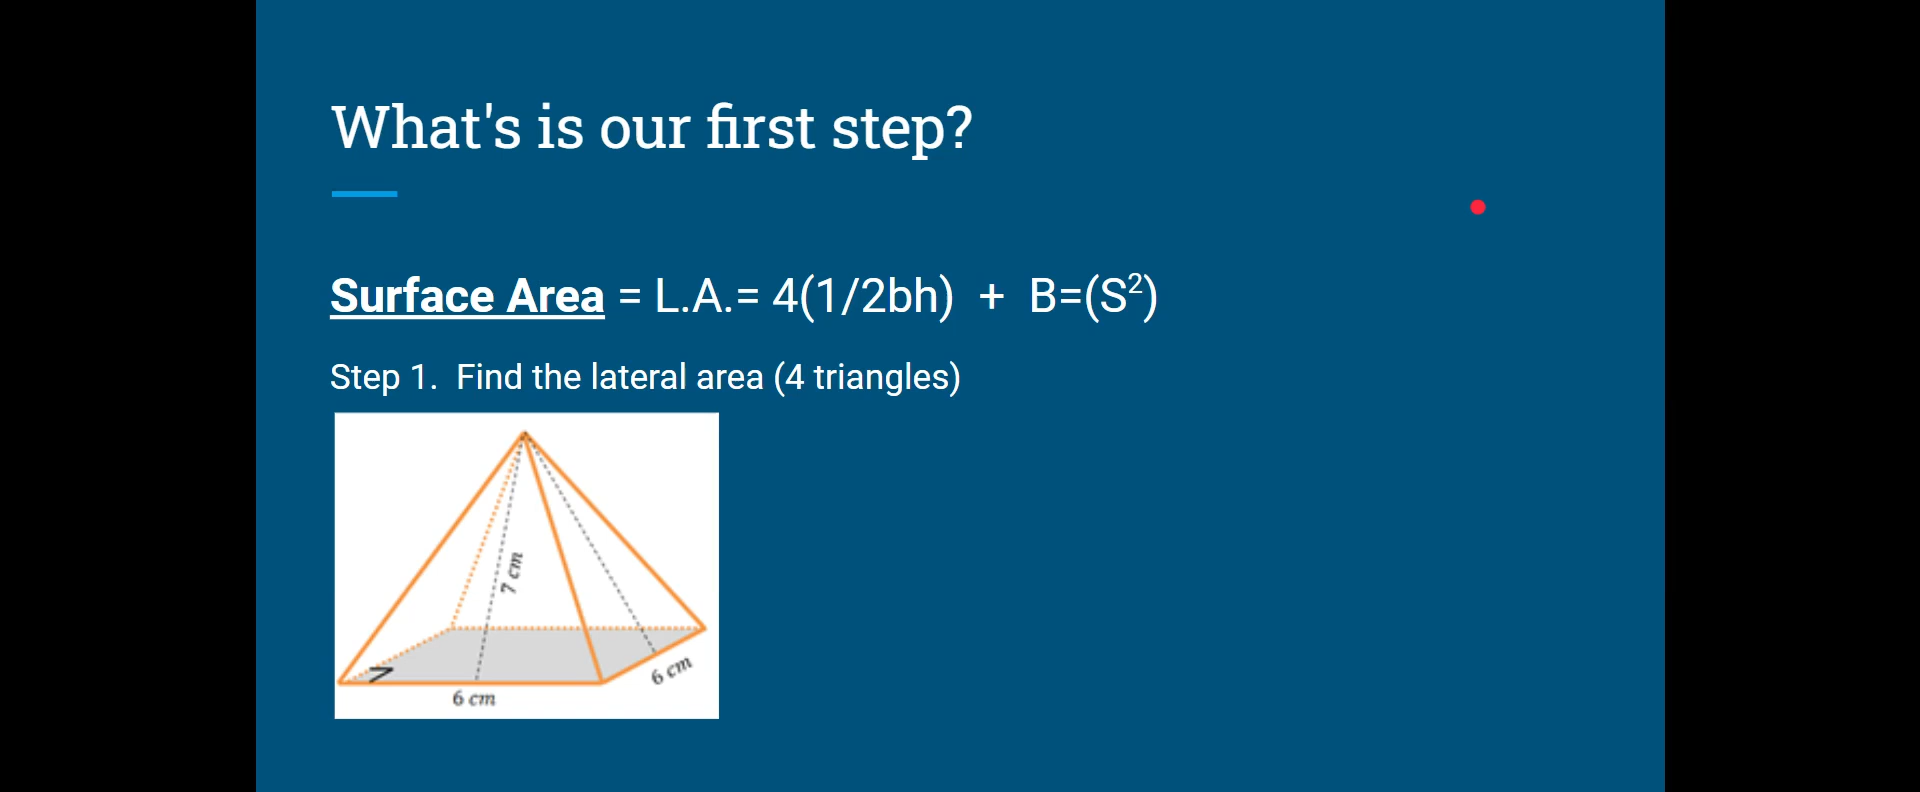 What's is our first step?
Surface Area = L.A.= 4(1/2bh) + B=(S²)
Step 1. Find the lateral area (4 triangles)
7 cm
6 cm
6 cm